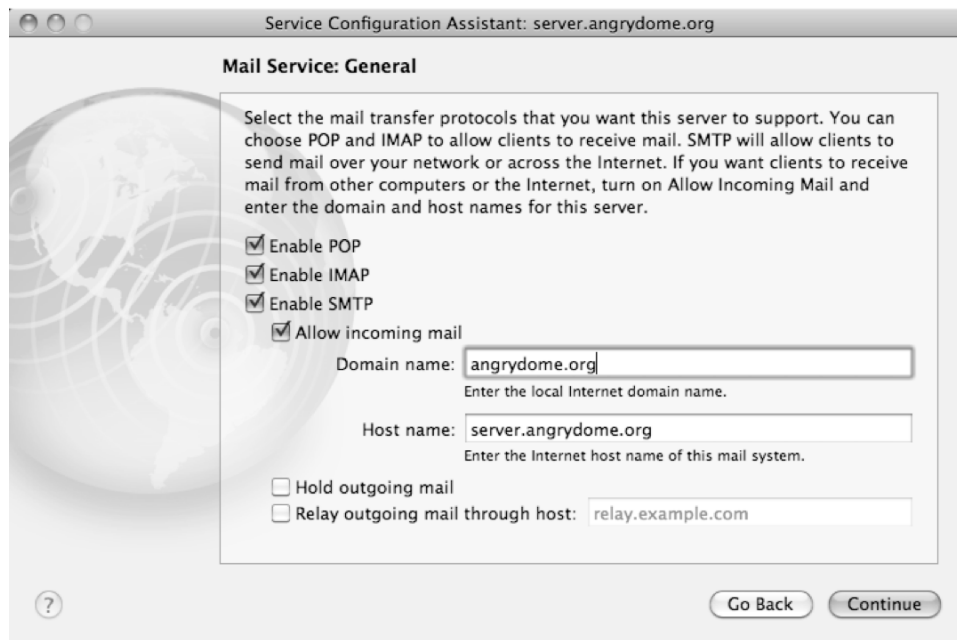 Service Configuration Assistant: server.angrydome.org
Mail Service: General
Select the mail transfer protocols that you want this server to support. You can
choose POP and IMAP to allow clients to receive mail. SMTP will allow clients to
send mail over your network or across the Internet. If you want clients to receive
mail from other computers or the Internet, turn on Allow Incoming Mail and
enter the domain and host names for this server.
Enable POP
Enable IMAP
Enable SMTP
Allow incoming mail
Domain name: angrydome.org
Enter the local Internet domain name.
Host name: server.angrydome.org
Enter the Internet host name of this mail system.
Hold outgoing mail
Relay outgoing mail through host: relay.example.com
?
Go Back Continue